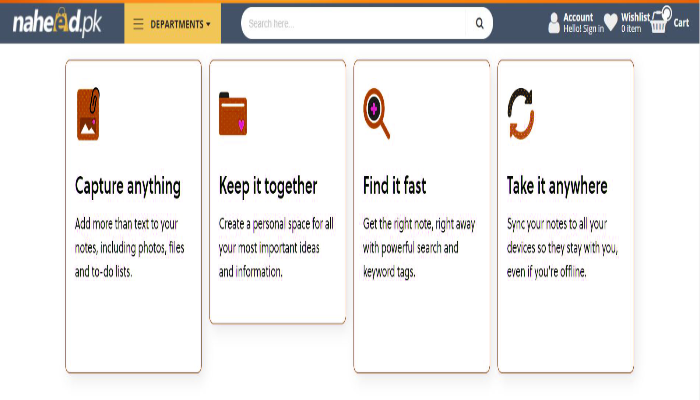 naheed.pk
DEPARTMENTS
Search here...
Account
Hello! Sign in
Wishlist
0 item
Cart
Capture anything
Add more than text to your
notes, including photos, files
and to-do lists.
Keep it together
Create a personal space for all
your most important ideas
and information.
Find it fast
Get the right note, right away
with powerful search and
keyword tags.
Take it anywhere
Sync your notes to all your
devices so they stay with you,
even if you're offline.